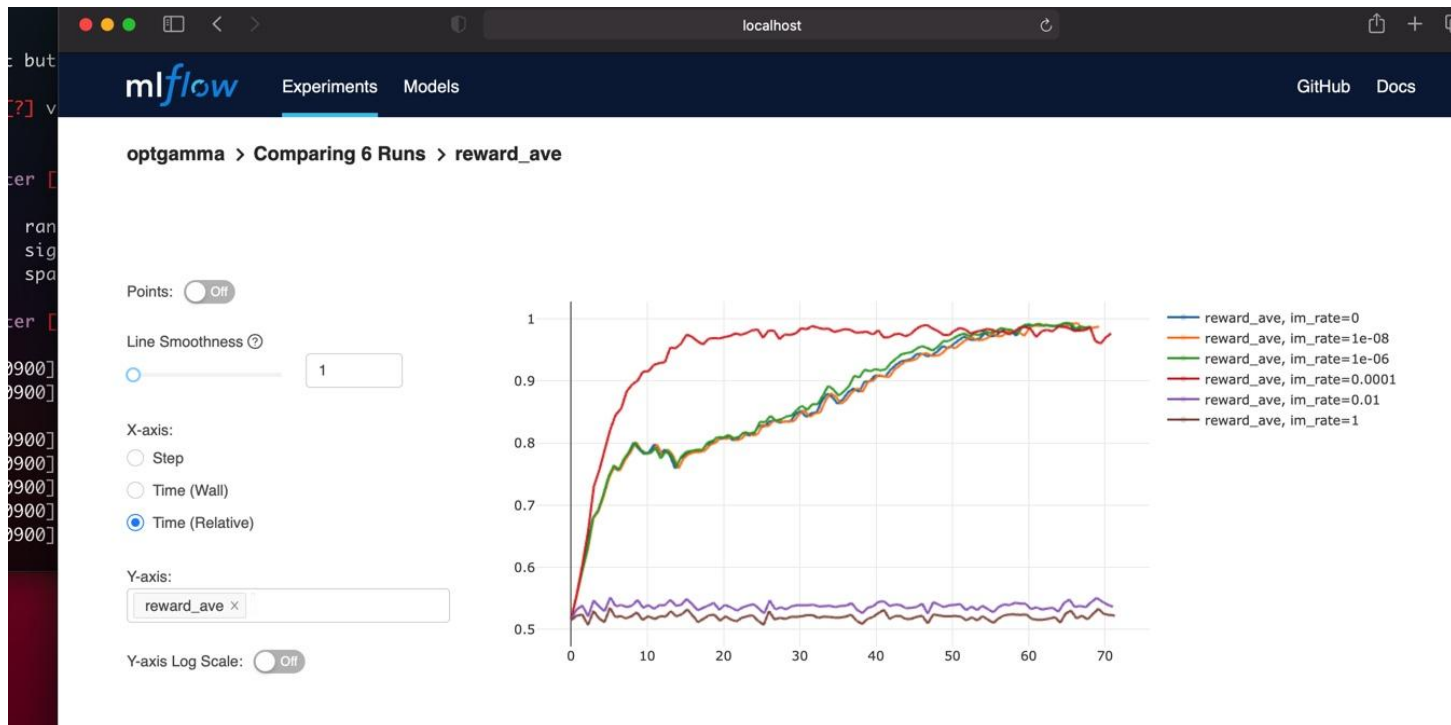 localhost
: but
[?] v
cer [
ran
sig
spa
cer [
0900]
0900]
0900]
0900]
0900]
0900]
0900]
mlflow
Experiments
Models
GitHub
Docs
optgamma > Comparing 6 Runs > reward_ave
Points:
Off
Line Smoothness ?
1
X-axis:
Step
Time (Wall)
Time (Relative)
Y-axis:
reward_ave ×
Y-axis Log Scale:
Off
1
0.9
0.8
0.7
0.6
0.5
0 10 20 30 40 50 60 70
reward_ave, im_rate=0
reward_ave, im_rate=1e-08
reward_ave, im_rate=1e-06
reward_ave, im_rate=0.0001
reward_ave, im_rate=0.01
reward_ave, im_rate=1